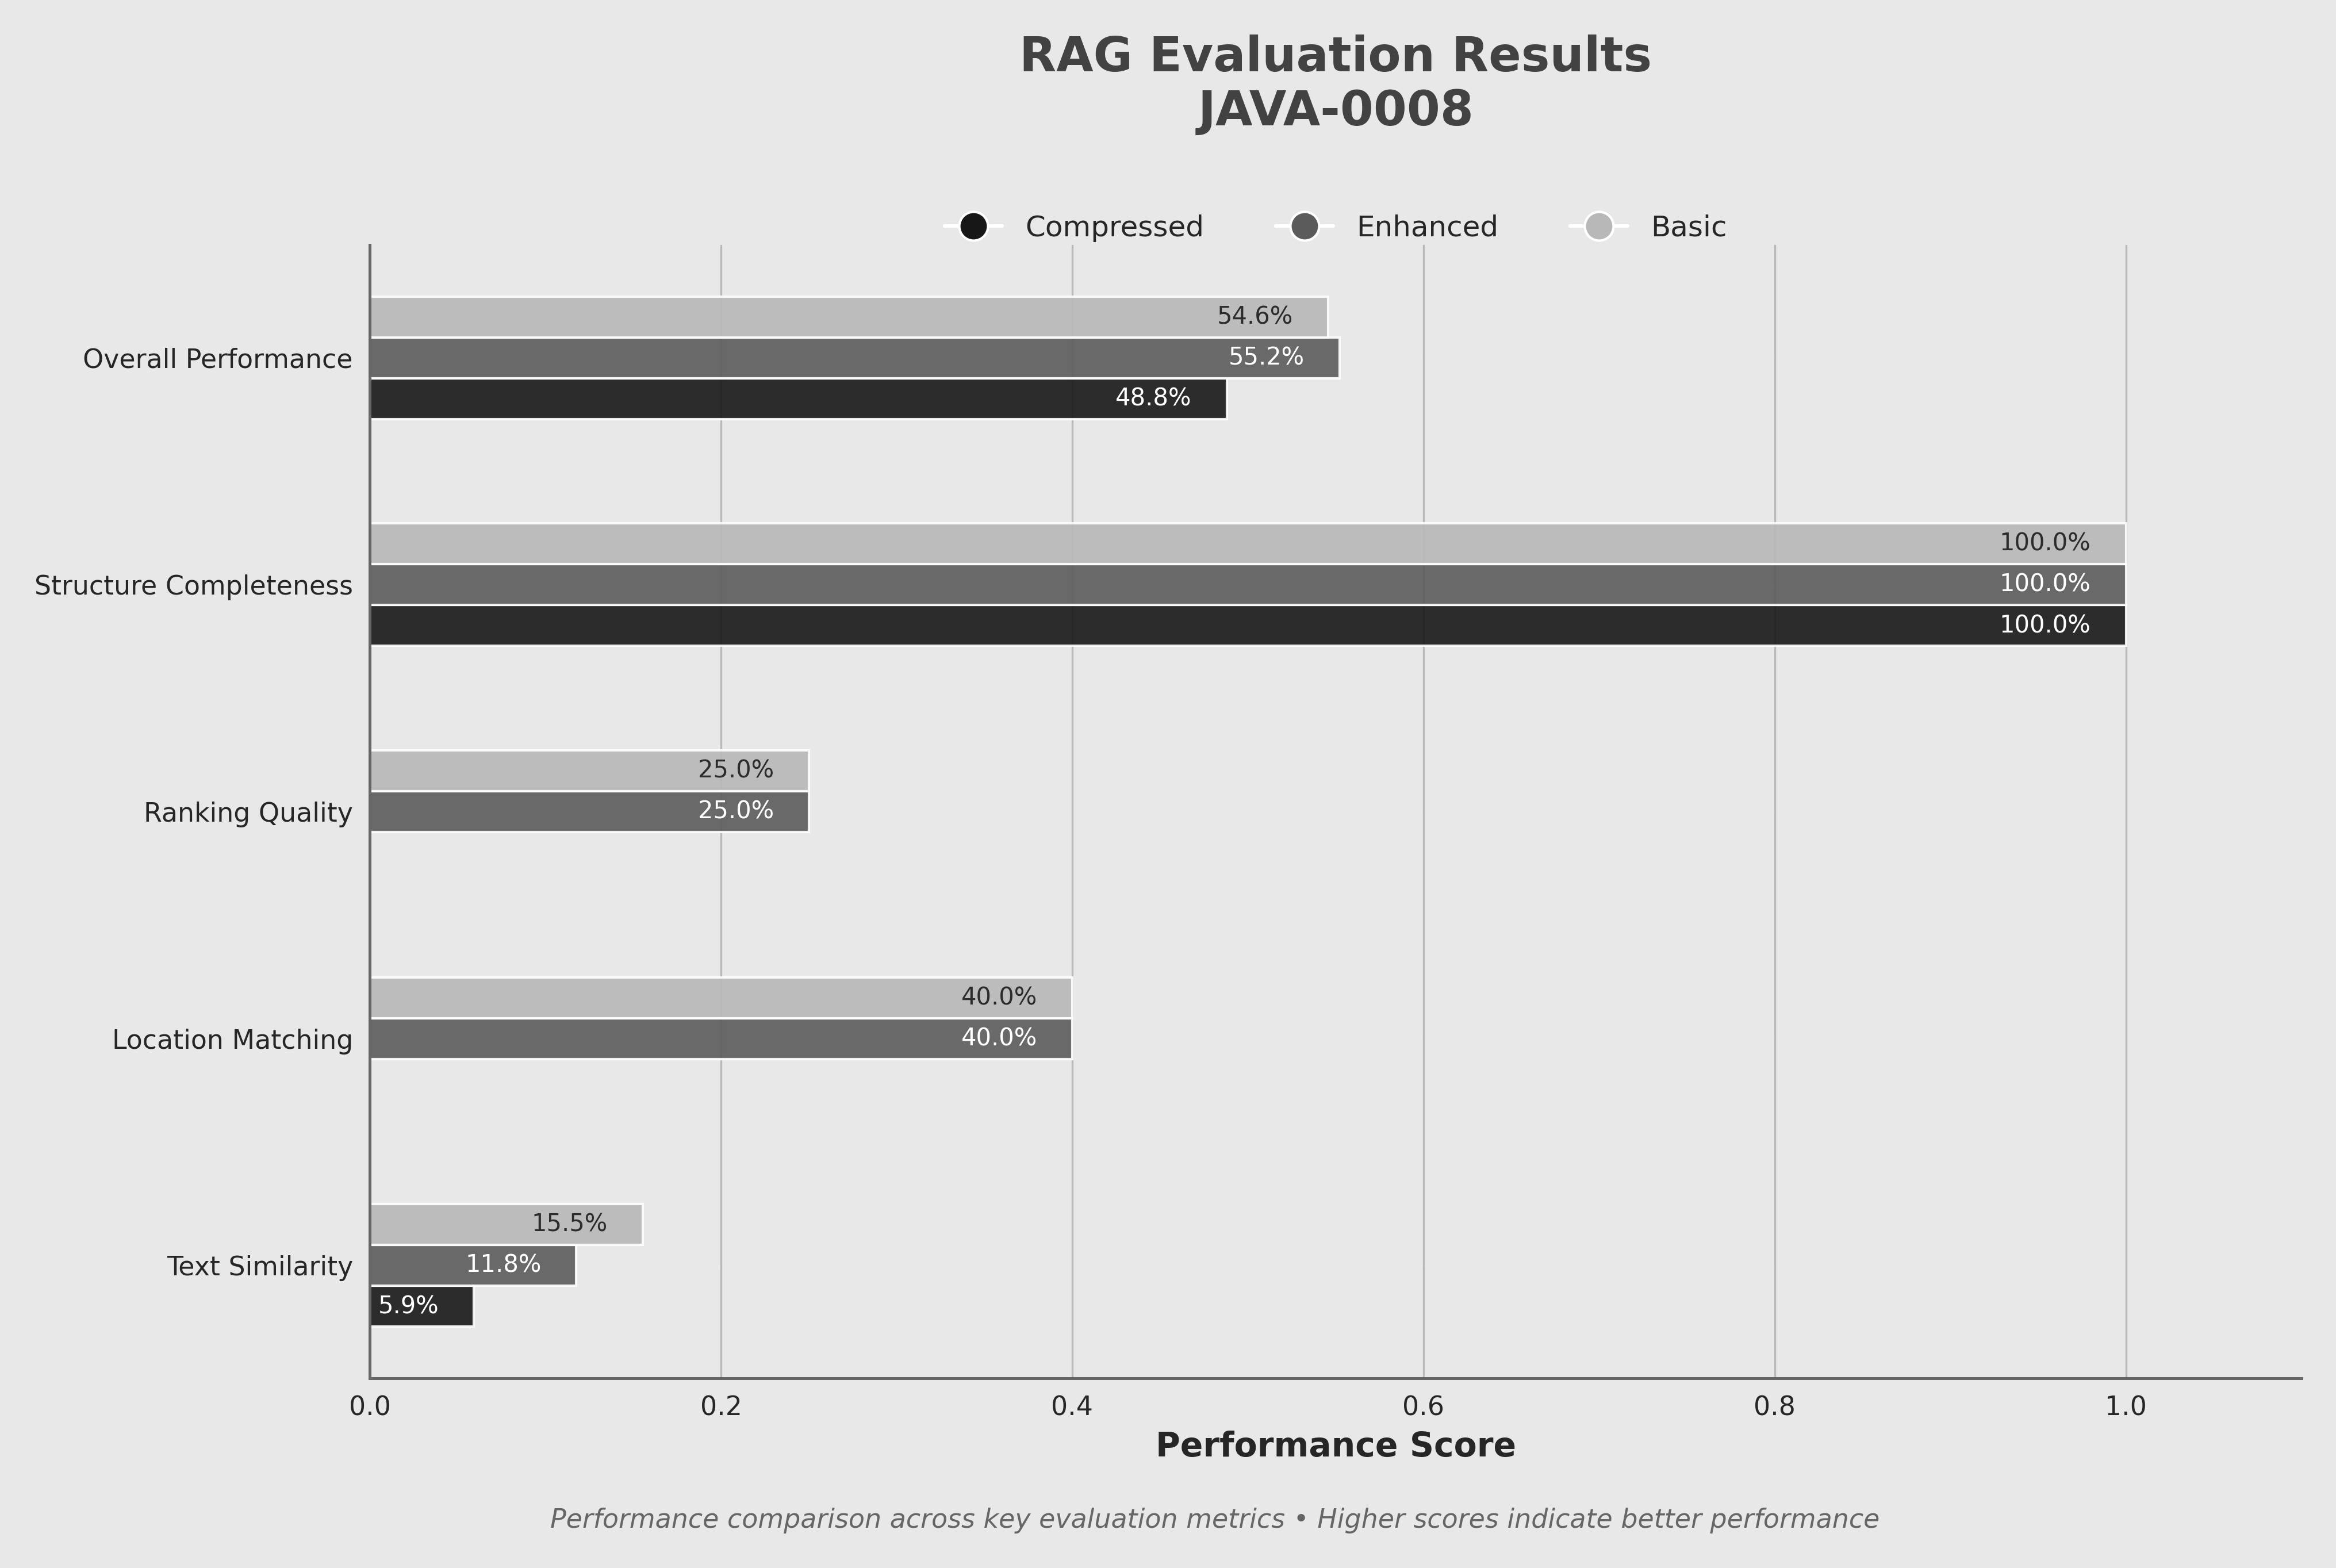 RAG Evaluation Results
JAVA-0008
Compressed
Enhanced
Basic
Overall Performance
54.6%
55.2%
48.8%
Structure Completeness
100.0%
100.0%
100.0%
Ranking Quality
25.0%
25.0%
Location Matching
40.0%
40.0%
Text Similarity
15.5%
11.8%
5.9%
0.0
0.2
0.4
0.6
0.8
1.0
Performance Score
Performance comparison across key evaluation metrics • Higher scores indicate better performance